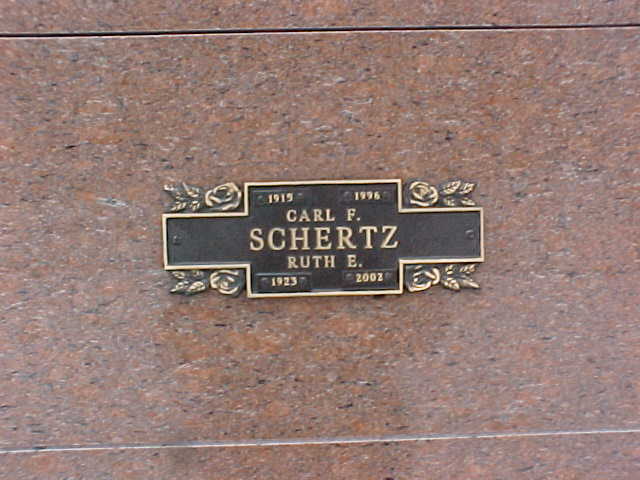 1919 1996
CARL F.
SCHERTZ
RUTH E.
1923 2002